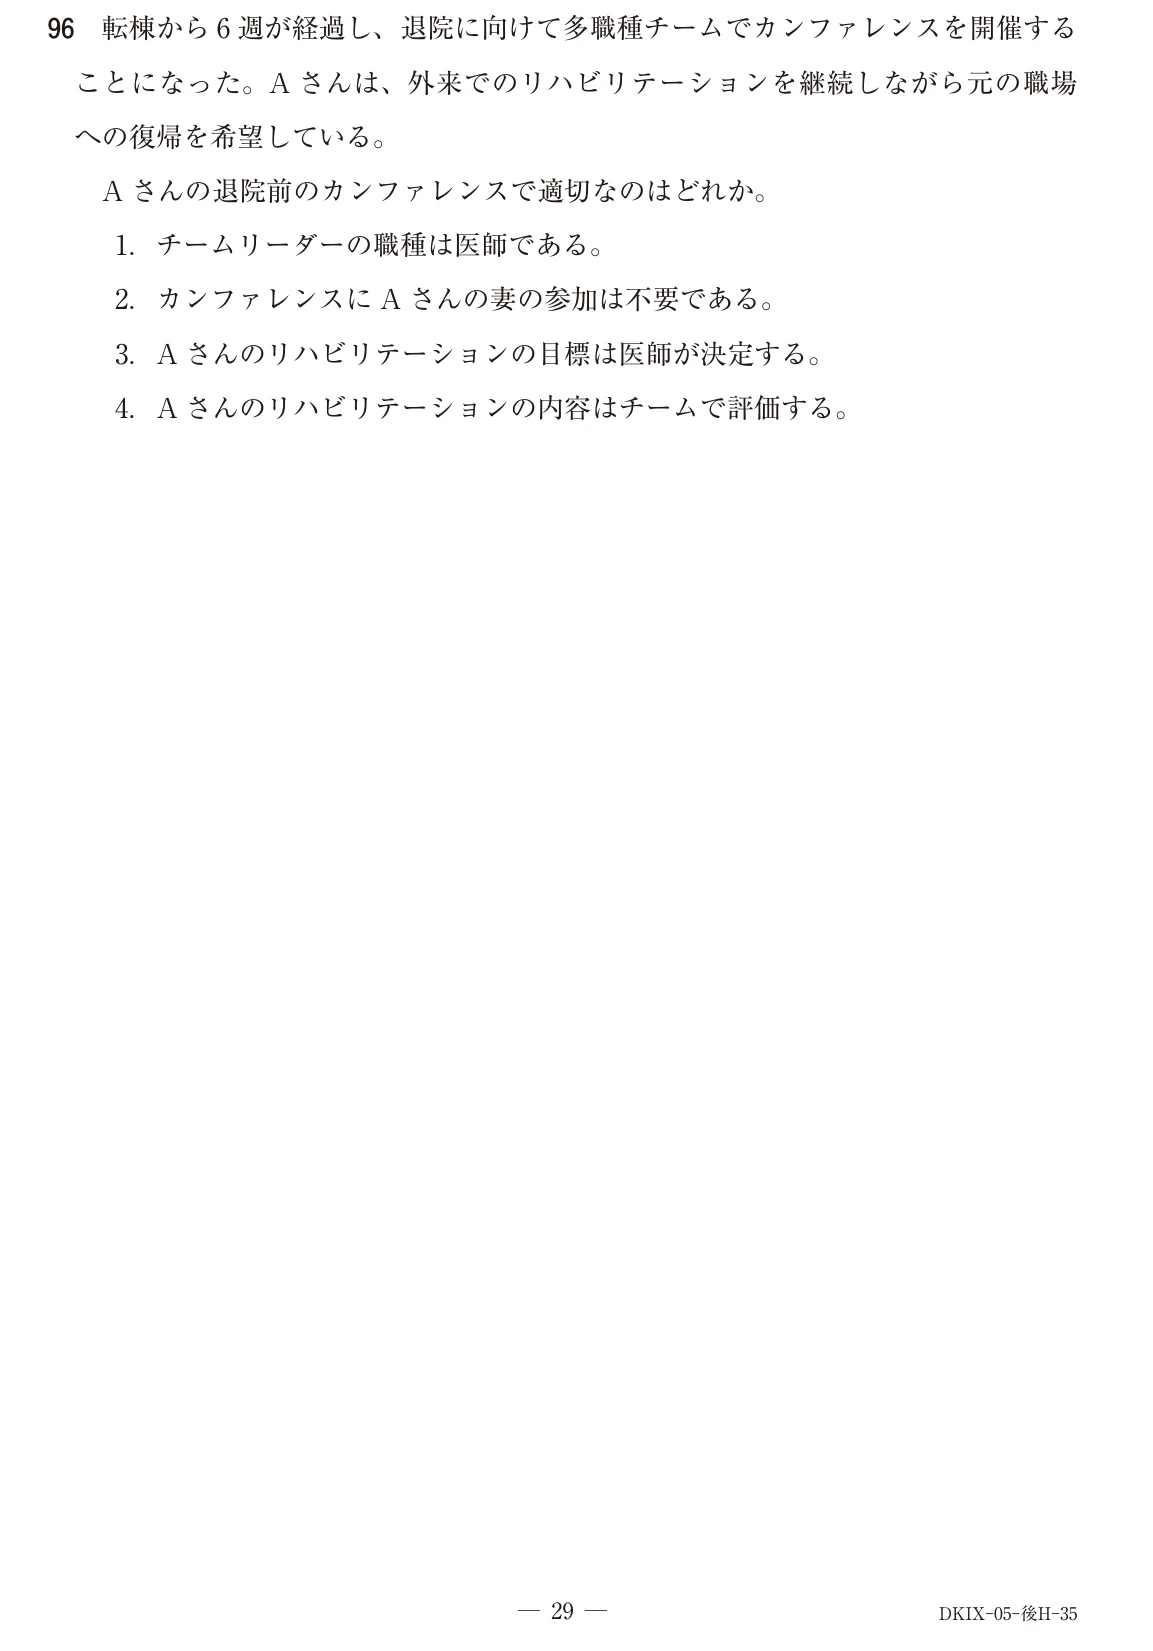 96 転棟から6週が経過し、退院に向けて多職種チームでカンファレンスを開催する
ことになった。Aさんは、外来でのリハビリテーションを継続しながら元の職場
への復帰を希望している。
Aさんの退院前のカンファレンスで適切なのはどれか。
1. チームリーダーの職種は医師である。
2. カンファレンスにAさんの妻の参加は不要である。
3. Aさんのリハビリテーションの目標は医師が決定する。
4. Aさんのリハビリテーションの内容はチームで評価する。
— 29 —
DKIX-05-後H-35